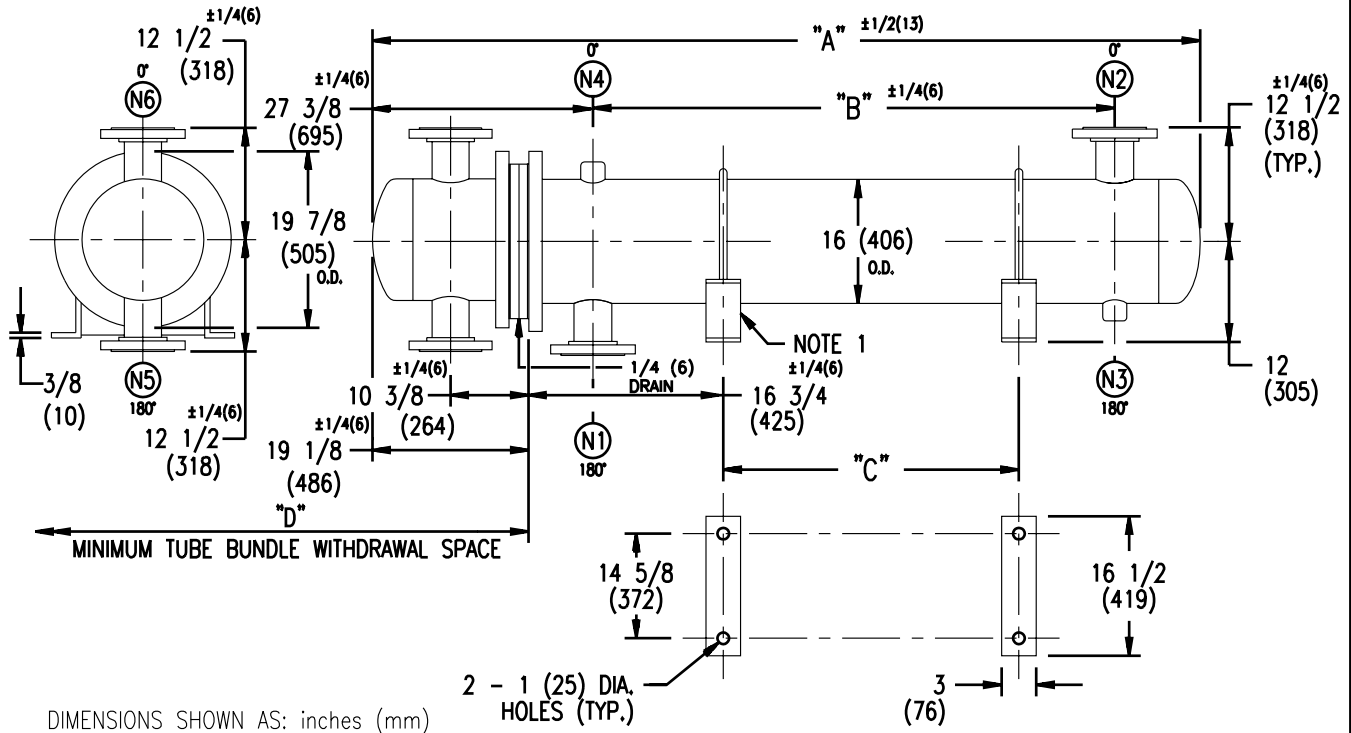 ±1/4(6)
12 1/2
(318)
0°
N6
19 7/8
(505)
O.D.
3/8
(10)
N5
180°
±1/4(6)
12 1/2
(318)
"A" ±1/2(13)
±1/4(6)
27 3/8
(695)
0°
N4
"B" ±1/4(6)
0°
N2
±1/4(6)
12 1/2
(318)
(TYP.)
16 (406)
O.D.
NOTE 1
1/4 (6)
DRAIN
±1/4(6)
10 3/8
(264)
±1/4(6)
16 3/4
(425)
N1
180°
N3
180°
12
(305)
±1/4(6)
19 1/8
(486)
"C"
"D"
MINIMUM TUBE BUNDLE WITHDRAWAL SPACE
14 5/8
(372)
16 1/2
(419)
2 - 1 (25) DIA.
HOLES (TYP.)
3
(76)
DIMENSIONS SHOWN AS: inches (mm)